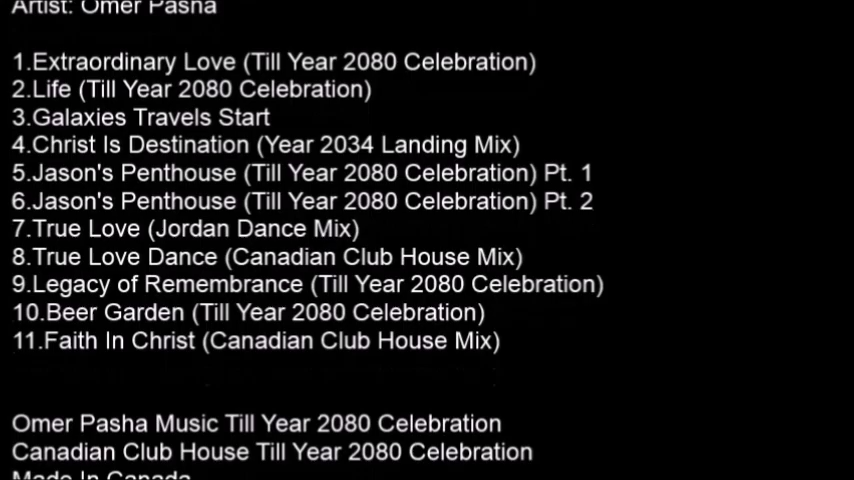 Artist: Omer Pasha
1.Extraordinary Love (Till Year 2080 Celebration)
2.Life (Till Year 2080 Celebration)
3.Galaxies Travels Start
4.Christ Is Destination (Year 2034 Landing Mix)
5.Jason's Penthouse (Till Year 2080 Celebration) Pt. 1
6.Jason's Penthouse (Till Year 2080 Celebration) Pt. 2
7.True Love (Jordan Dance Mix)
8.True Love Dance (Canadian Club House Mix)
9.Legacy of Remembrance (Till Year 2080 Celebration)
10.Beer Garden (Till Year 2080 Celebration)
11.Faith In Christ (Canadian Club House Mix)
Omer Pasha Music Till Year 2080 Celebration
Canadian Club House Till Year 2080 Celebration
Made In Canada